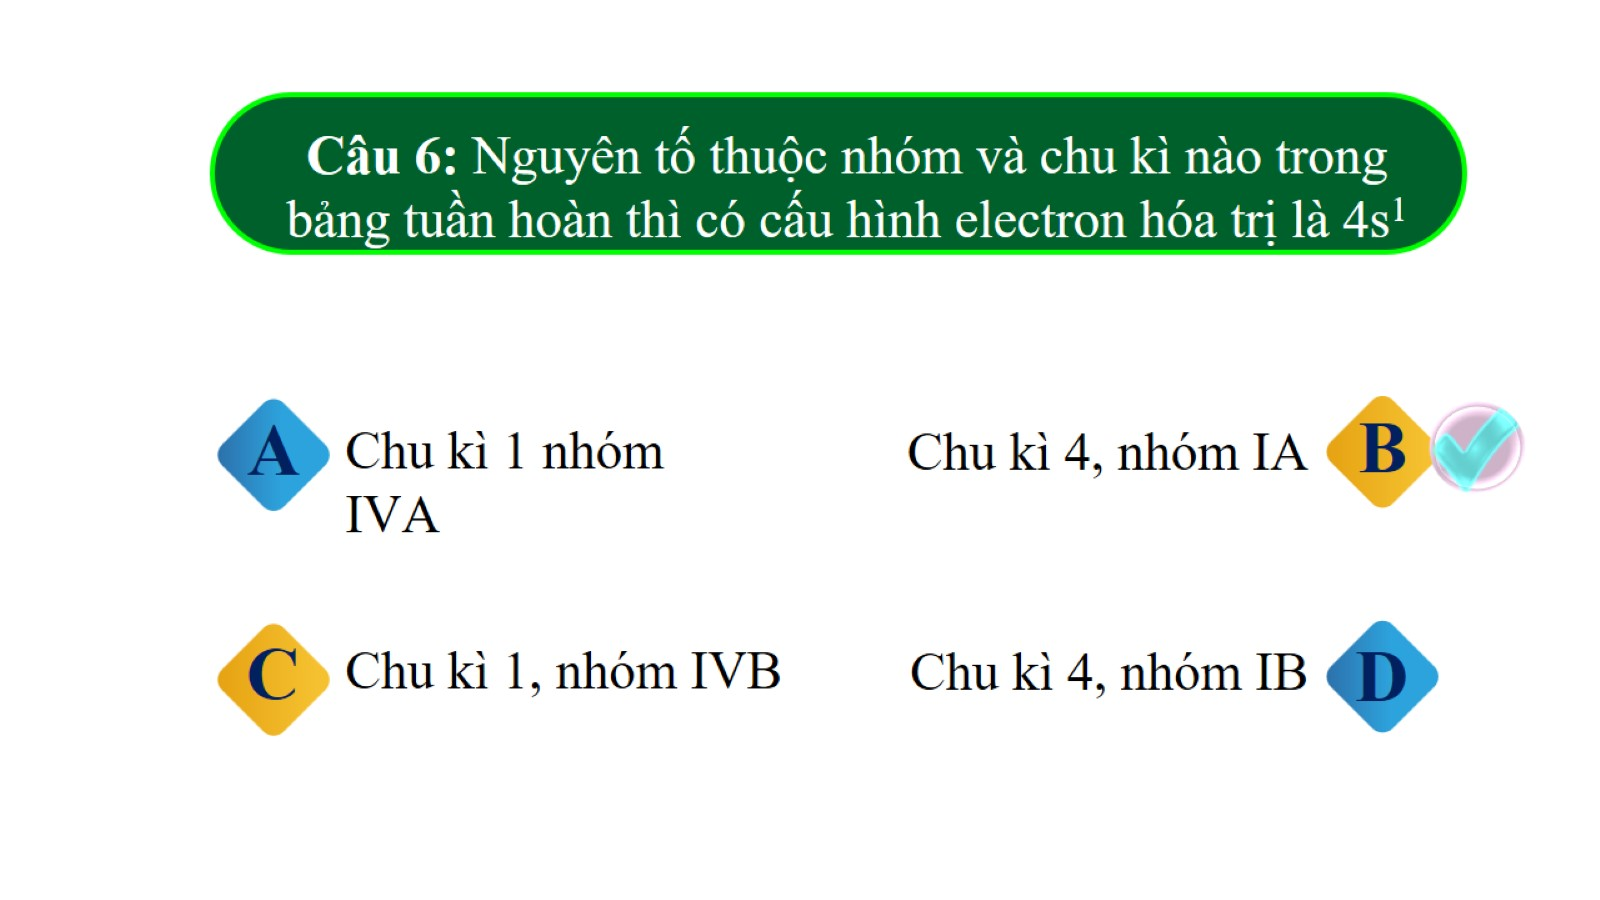 Câu 6: Nguyên tố thuộc nhóm và chu kì nào trong
bảng tuần hoàn thì có cấu hình electron hóa trị là 4s¹
A Chu kì 1 nhóm
IVA
Chu kì 4, nhóm IA B
C Chu kì 1, nhóm IVB
Chu kì 4, nhóm IB D